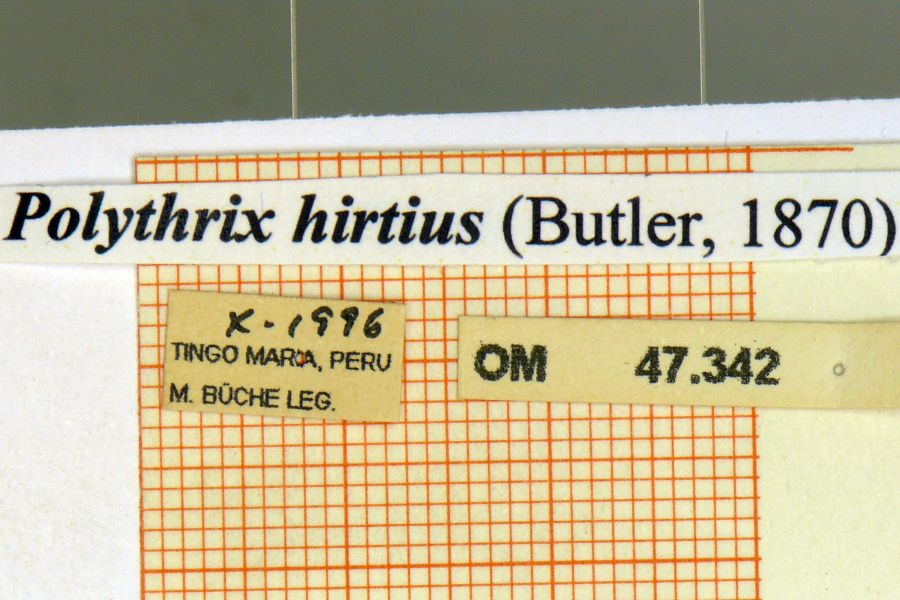 Polythrix hirtius (Butler, 1870)
X-1996
TINGO MARIA, PERU
M. BÜCHE LEG.
OM 47.342